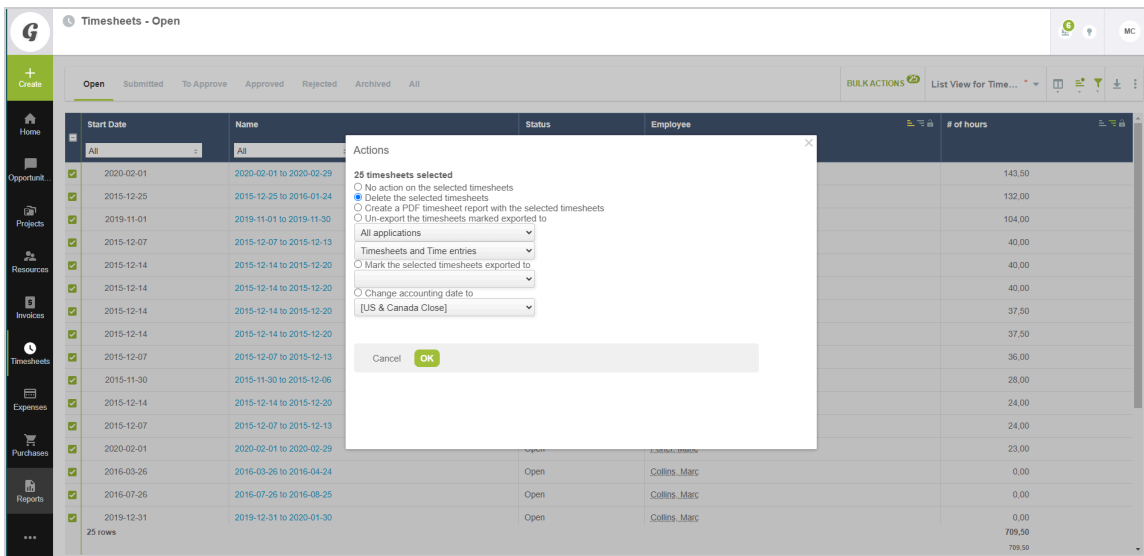 G
Timesheets - Open
6
MC
Create
Open Submitted To Approve Approved Rejected Archived All
BULK ACTIONS 25 List View for Time... *
Home
Opportunit...
Projects
Resources
Invoices
Timesheets
Expenses
Purchases
Reports
Start Date Name Status Employee # of hours
All All
2020-02-01 2020-02-01 to 2020-02-29 143,50
2015-12-25 2015-12-25 to 2016-01-24 132,00
2019-11-01 2019-11-01 to 2019-11-30 104,00
2015-12-07 2015-12-07 to 2015-12-13 40,00
2015-12-14 2015-12-14 to 2015-12-20 40,00
2015-12-14 2015-12-14 to 2015-12-20 40,00
2015-12-14 2015-12-14 to 2015-12-20 37,50
2015-12-14 2015-12-14 to 2015-12-20 37,50
2015-12-07 2015-12-07 to 2015-12-13 36,00
2015-11-30 2015-11-30 to 2015-12-06 28,00
2015-12-14 2015-12-14 to 2015-12-20 24,00
2015-12-07 2015-12-07 to 2015-12-13 24,00
2020-02-01 2020-02-01 to 2020-02-29 Open 23,00
2016-03-26 2016-03-26 to 2016-04-24 Open Collins, Marc 0,00
2016-07-26 2016-07-26 to 2016-08-25 Open Collins, Marc 0,00
2019-12-31 2019-12-31 to 2020-01-30 Open Collins, Marc 0,00
25 rows 709,50
709,50
Actions
25 timesheets selected
No action on the selected timesheets
Delete the selected timesheets
Create a PDF timesheet report with the selected timesheets
Un-export the timesheets marked exported to
All applications
Timesheets and Time entries
Mark the selected timesheets exported to
Change accounting date to
[US & Canada Close]
Cancel OK